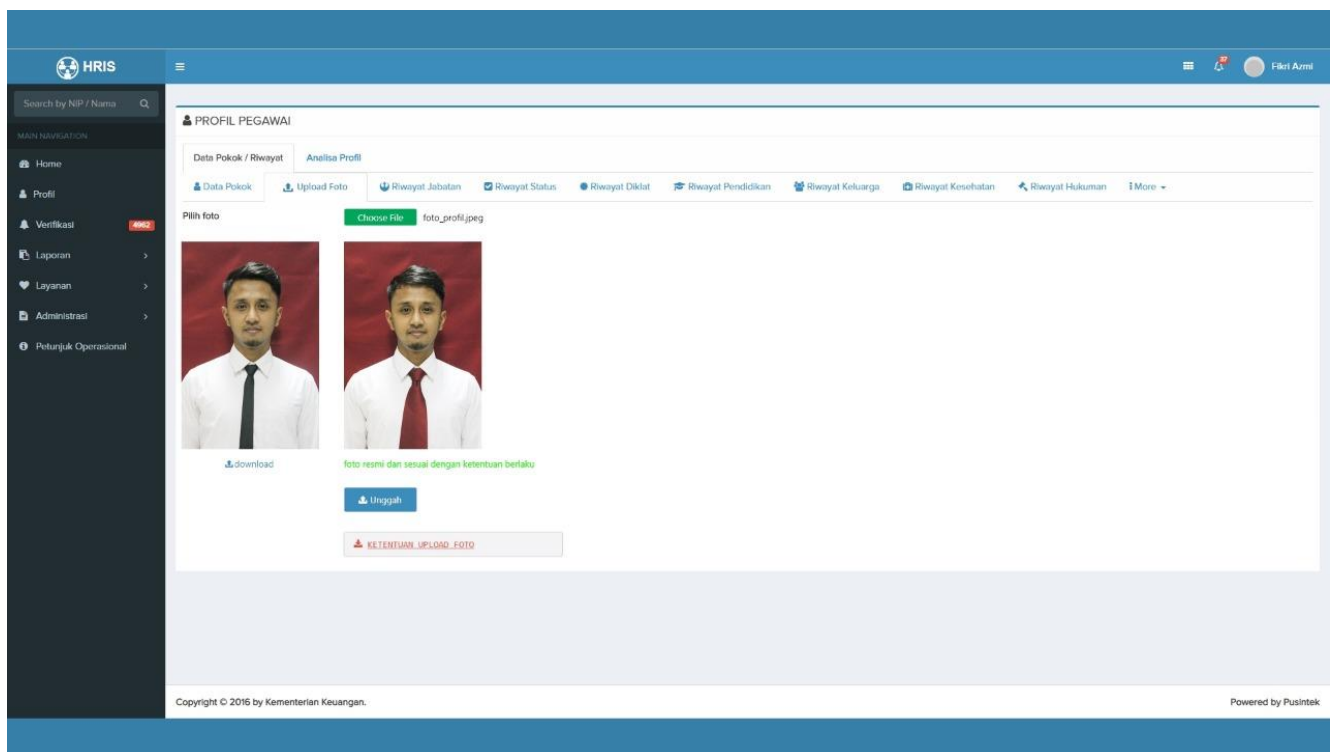 HRIS
37
Fikri Azmi
Search by NIP / Nama
MAIN NAVIGATION
Home
Profil
Verifikasi 4962
Laporan
Layanan
Administrasi
Petunjuk Operasional
PROFIL PEGAWAI
Data Pokok / Riwayat Analisa Profil
Data Pokok Upload Foto Riwayat Jabatan Riwayat Status Riwayat Diklat Riwayat Pendidikan Riwayat Keluarga Riwayat Kesehatan Riwayat Hukuman More
Pilih foto Choose File foto_profil.jpeg
download foto resmi dan sesuai dengan ketentuan berlaku
Unggah
KETENTUAN UPLOAD FOTO
Copyright © 2016 by Kementerian Keuangan. Powered by Pusintek